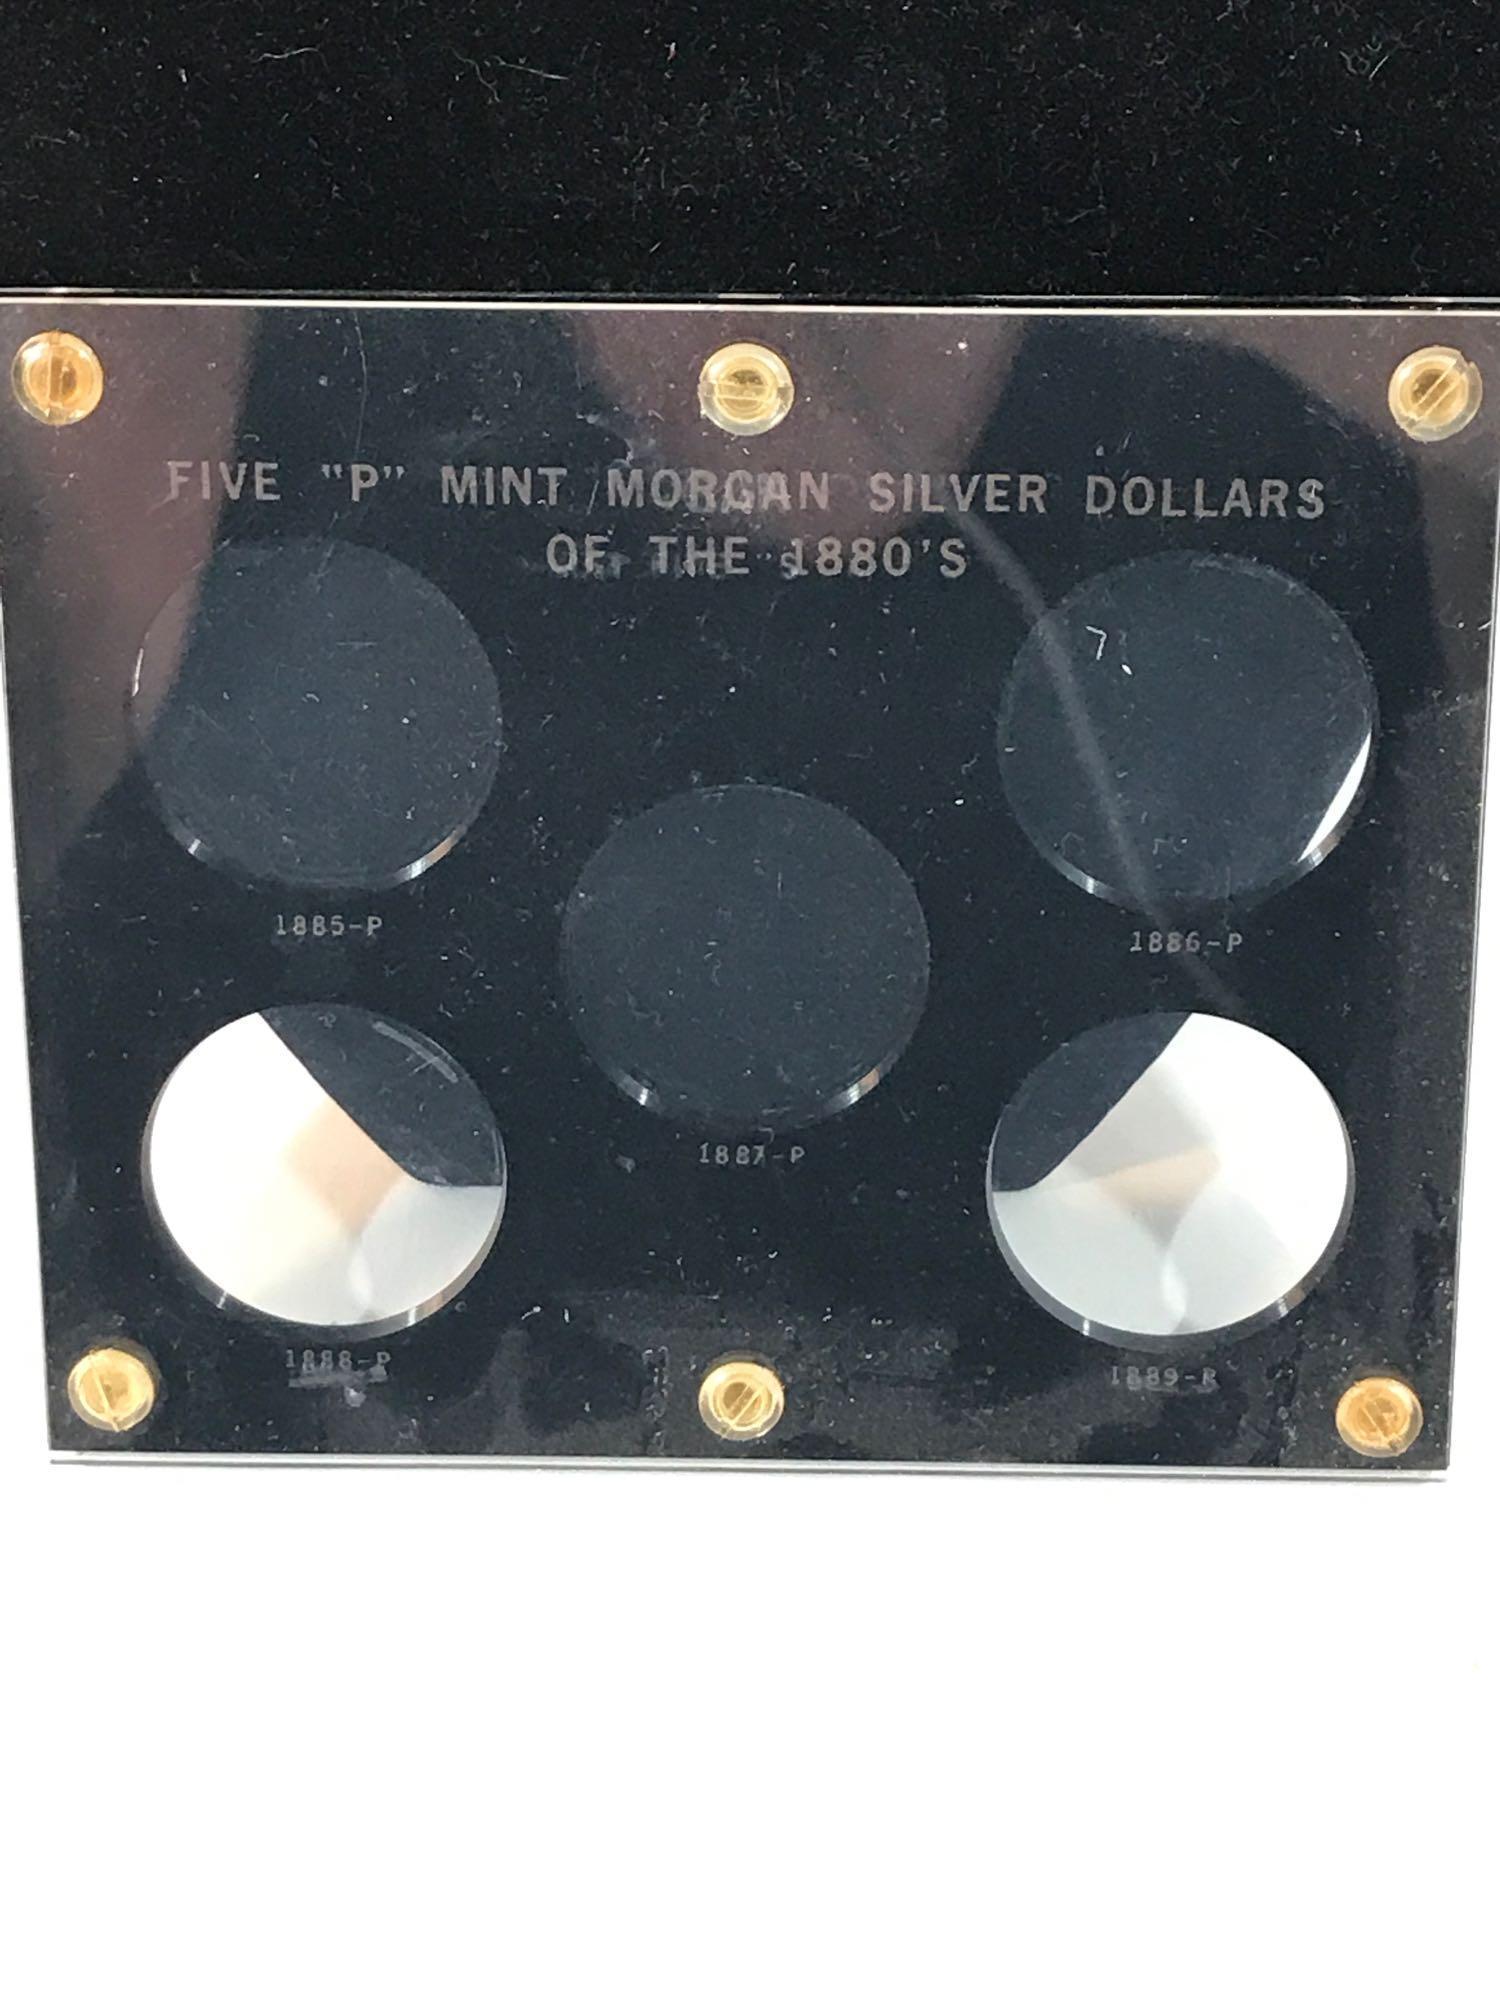 FIVE "P" MINT MORGAN SILVER DOLLARS
OF THE 1880'S
1885-P
1886-P
1887-P
1888-P
1889-P